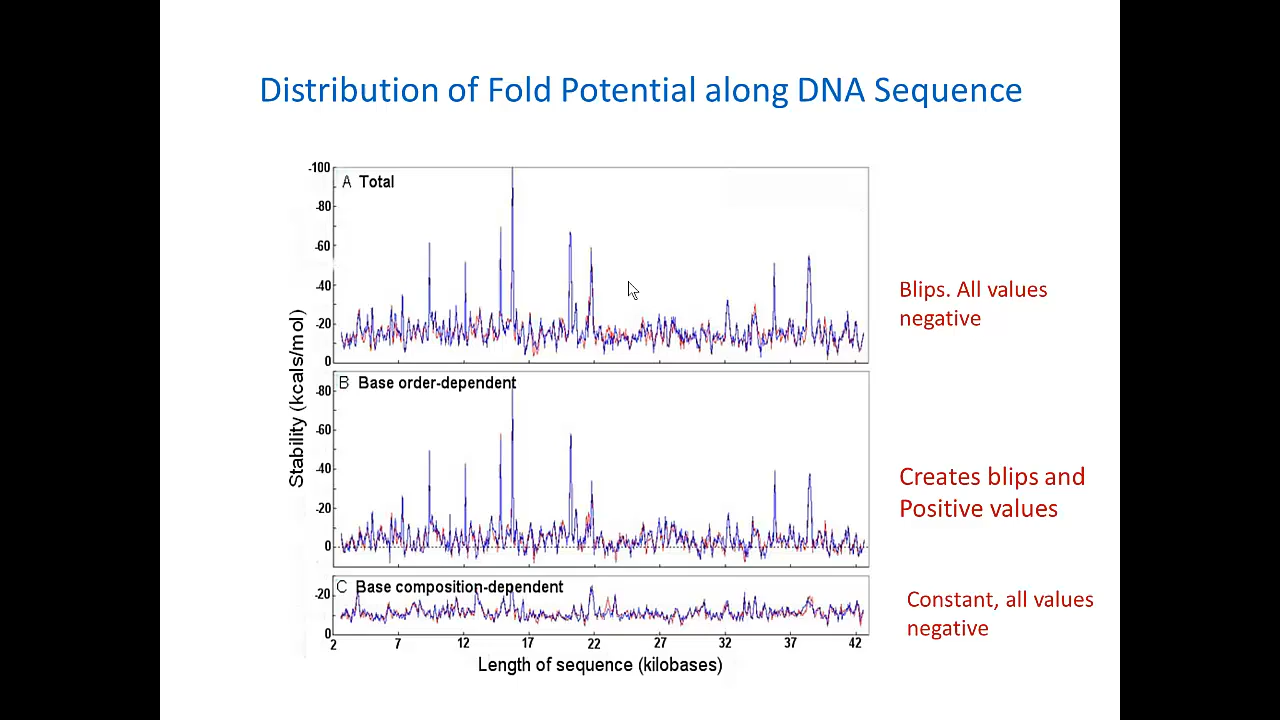 Distribution of Fold Potential along DNA Sequence
-100
A Total
-80
-60
-40
-20
0
Blips. All values
negative
Stability (kcals/mol)
B Base order-dependent
-80
-60
-40
-20
0
Creates blips and
Positive values
C Base composition-dependent
-20
0
Constant, all values
negative
2 7 12 17 22 27 32 37 42
Length of sequence (kilobases)